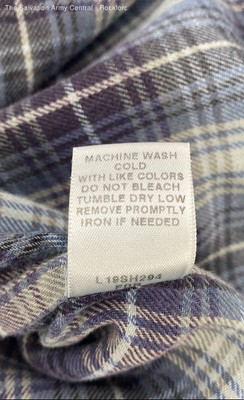 The Salvation Army Central - Rockford
MACHINE WASH
COLD
WITH LIKE COLORS
DO NOT BLEACH
TUMBLE DRY LOW
REMOVE PROMPTLY
IRON IF NEEDED
L19SH294